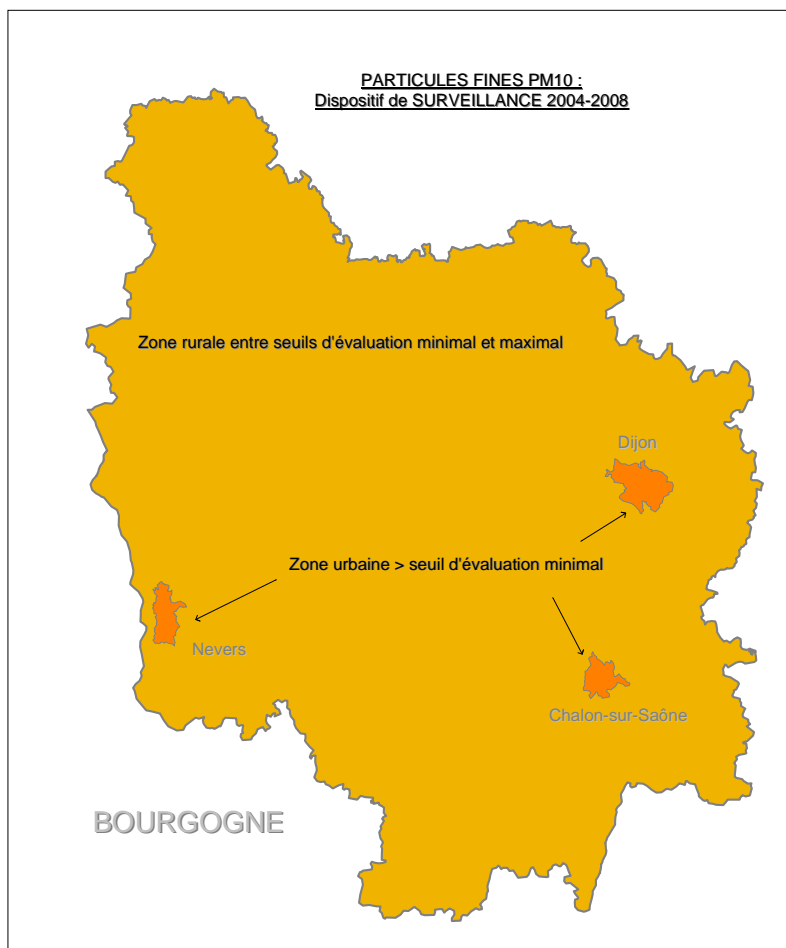 PARTICULES FINES PM10 :
Dispositif de SURVEILLANCE 2004-2008
Zone rurale entre seuils d'évaluation minimal et maximal
Dijon
Zone urbaine > seuil d'évaluation minimal
Nevers
Chalon-sur-Saône
BOURGOGNE